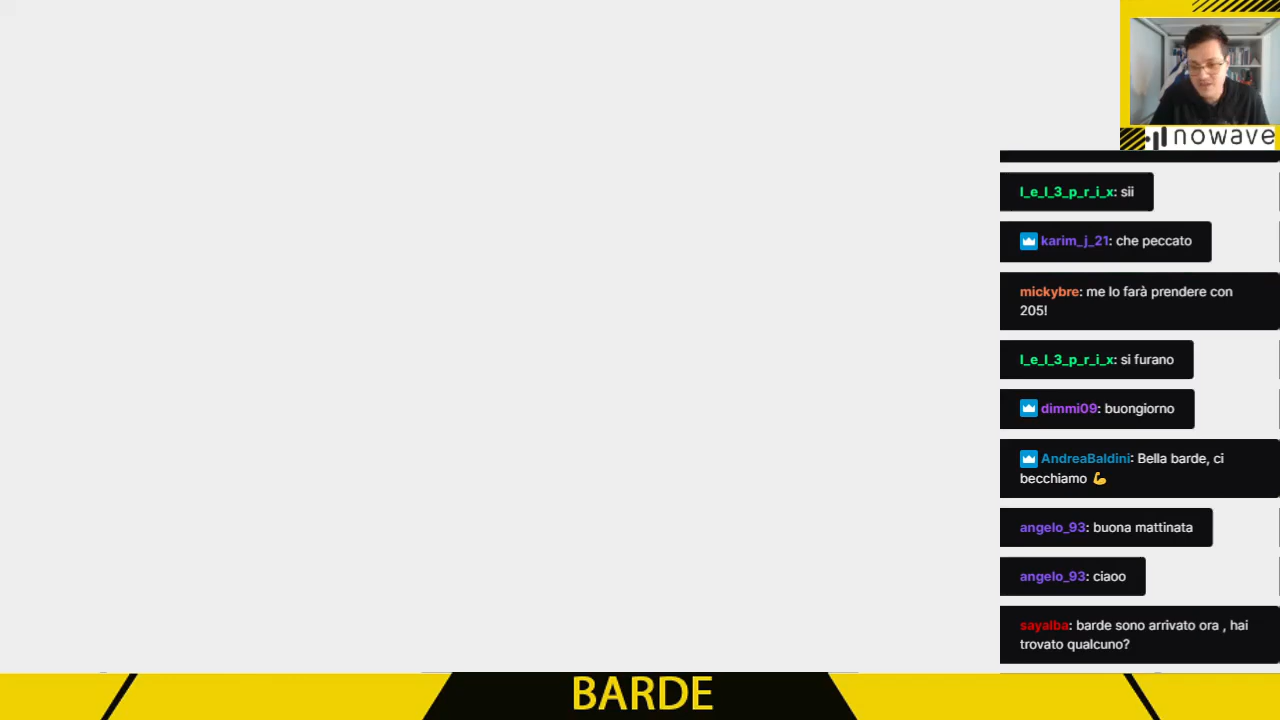 nowave
l_e_l_3_p_r_i_x: sii
karim_j_21: che peccato
mickybre: me lo farà prendere con
205!
l_e_l_3_p_r_i_x: si furano
dimmi09: buongiorno
AndreaBaldini: Bella barde, ci
becchiamo 💪
angelo_93: buona mattinata
angelo_93: ciaoo
sayalba: barde sono arrivato ora , hai
trovato qualcuno?
BARDE